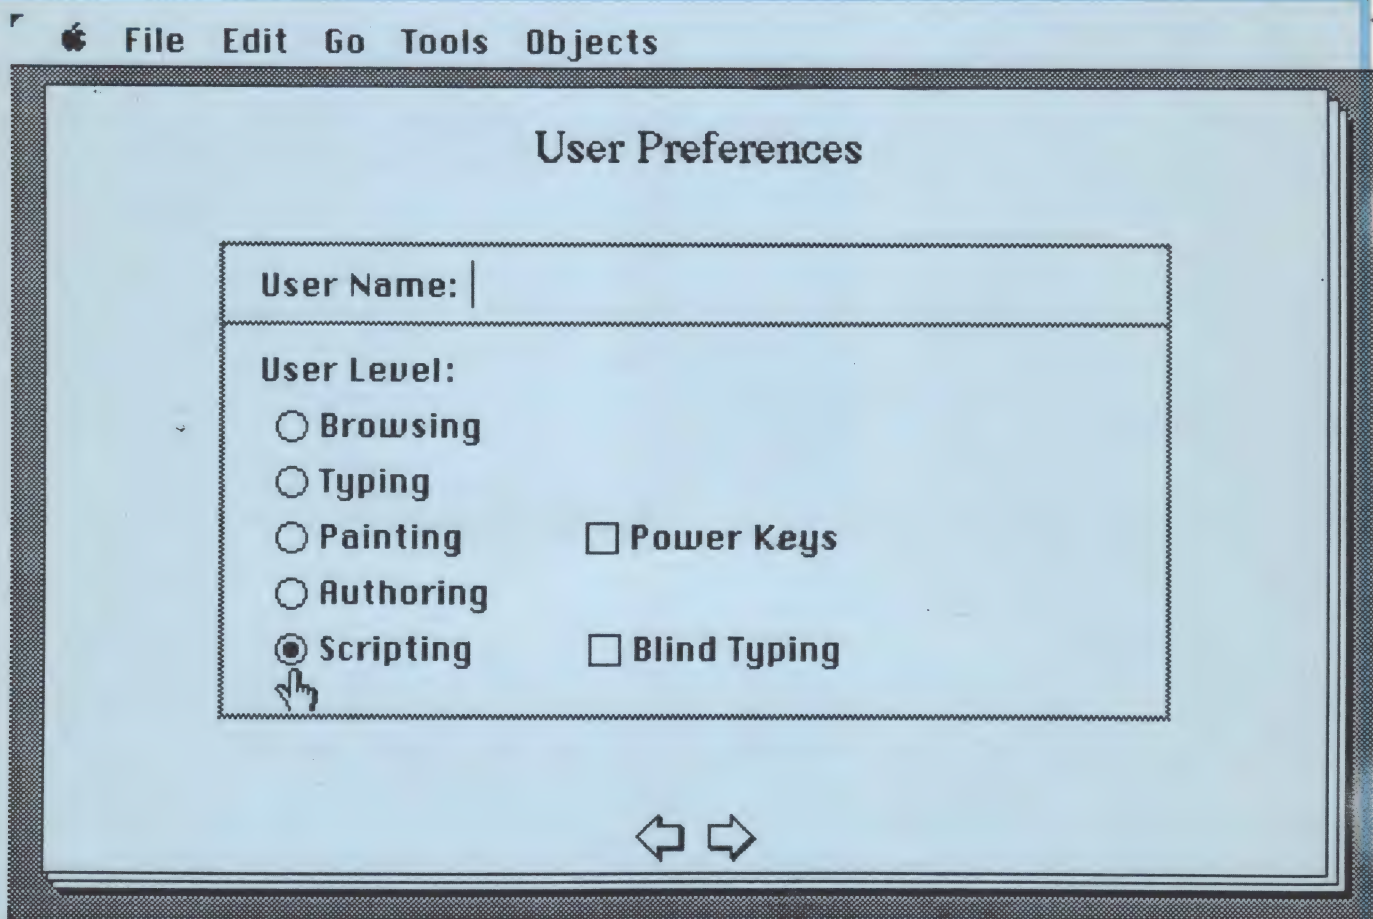 File Edit Go Tools Objects
User Preferences
User Name:
User Level:
Browsing
Typing
Painting
Power Keys
Authoring
Scripting
Blind Typing